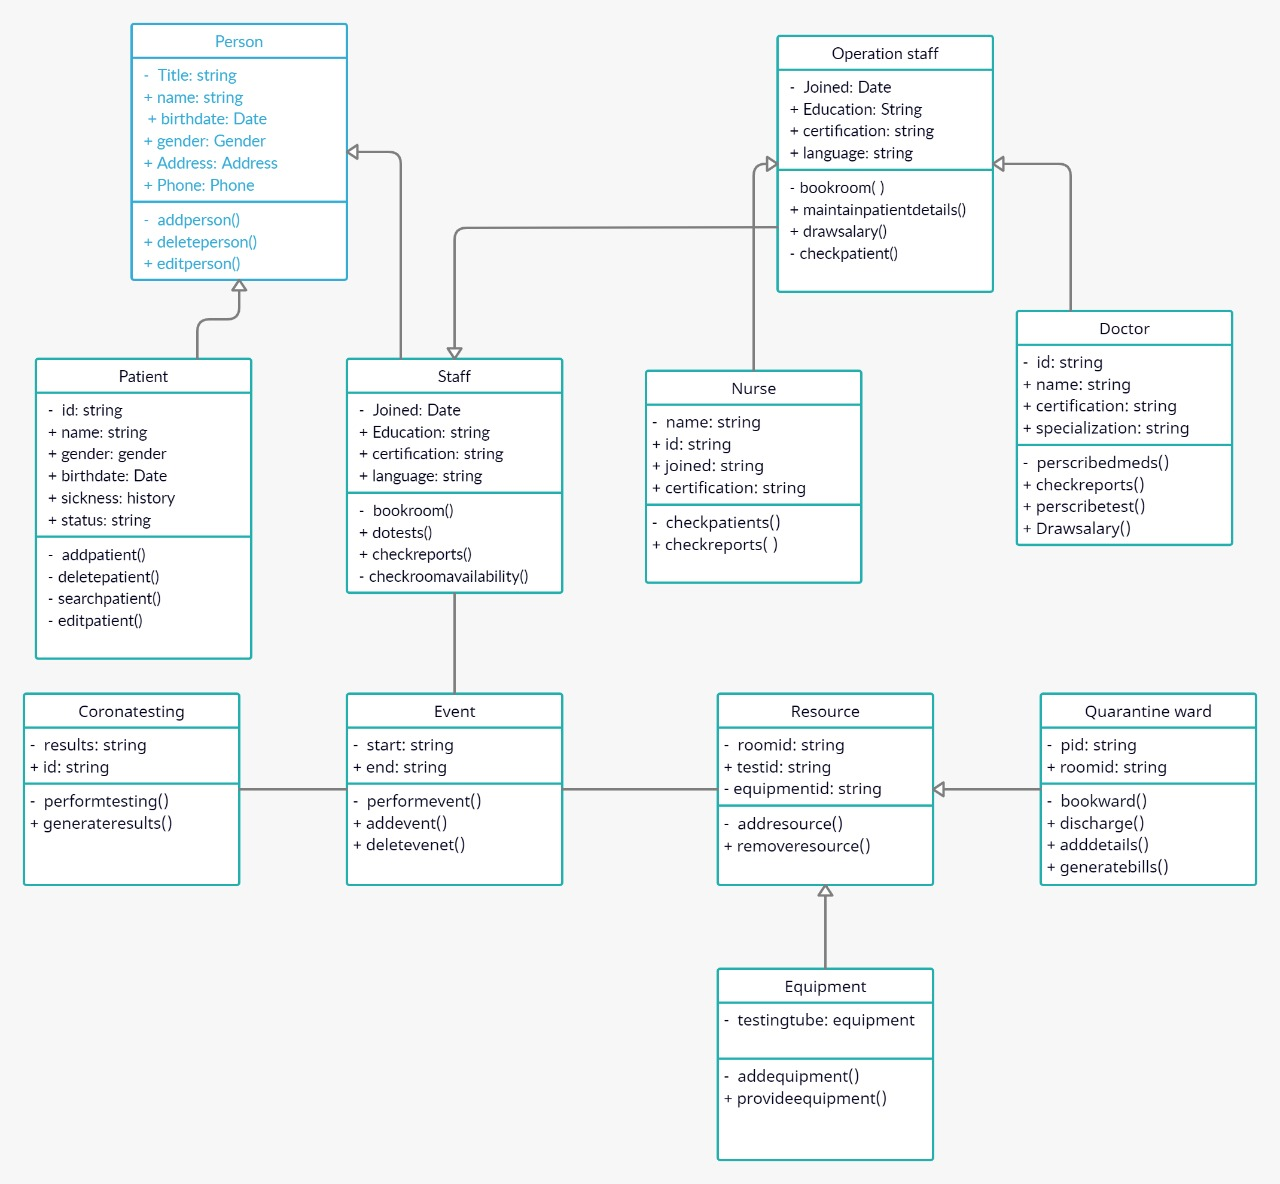 Person
- Title: string
+ name: string
+ birthdate: Date
+ gender: Gender
+ Address: Address
+ Phone: Phone
- addperson()
+ deleteperson()
+ editperson()
Operation staff
- Joined: Date
+ Education: String
+ certification: string
+ language: string
- bookroom( )
+ maintainpatientdetails()
+ drawsalary()
- checkpatient()
Patient
- id: string
+ name: string
+ gender: gender
+ birthdate: Date
+ sickness: history
+ status: string
- addpatient()
- deletepatient()
- searchpatient()
- editpatient()
Staff
- Joined: Date
+ Education: string
+ certification: string
+ language: string
- bookroom()
+ dotests()
+ checkreports()
- checkroomavailability()
Nurse
- name: string
+ id: string
+ joined: string
+ certification: string
- checkpatients()
+ checkreports( )
Doctor
- id: string
+ name: string
+ certification: string
+ specialization: string
- perscribedmeds()
+ checkreports()
+ perscribetest()
+ Drawsalary()
Coronatesting
- results: string
+ id: string
- performtesting()
+ generateresults()
Event
- start: string
+ end: string
- performevent()
+ addevent()
+ deletevenet()
Resource
- roomid: string
+ testid: string
- equipmentid: string
- addresource()
+ removeresource()
Quarantine ward
- pid: string
+ roomid: string
- bookward()
+ discharge()
+ adddetails()
+ generatebills()
Equipment
- testingtube: equipment
- addequipment()
+ provideequipment()